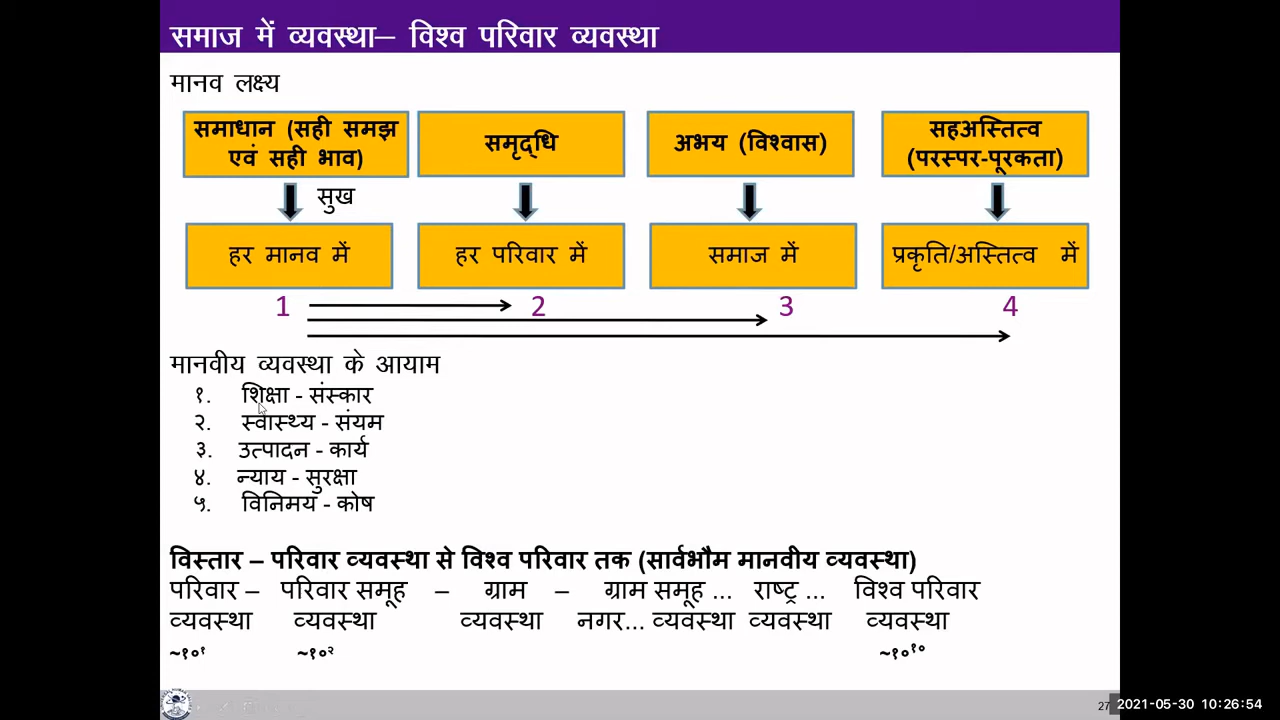 समाज में व्यवस्था– विश्व परिवार व्यवस्था
मानव लक्ष्य
समाधान (सही समझ एवं सही भाव)
समृद्धि
अभय (विश्वास)
सहअस्तित्व (परस्पर-पूरकता)
सुख
हर मानव में
हर परिवार में
समाज में
प्रकृति/अस्तित्व में
1 2 3 4
मानवीय व्यवस्था के आयाम
१. शिक्षा - संस्कार
२. स्वास्थ्य - संयम
३. उत्पादन - कार्य
४. न्याय - सुरक्षा
५. विनिमय - कोष
विस्तार – परिवार व्यवस्था से विश्व परिवार तक (सार्वभौम मानवीय व्यवस्था)
परिवार – परिवार समूह – ग्राम – ग्राम समूह ... राष्ट्र ... विश्व परिवार
व्यवस्था व्यवस्था व्यवस्था नगर... व्यवस्था व्यवस्था व्यवस्था
~१०¹ ~१०² ~१०¹⁰
27
2021-05-30 10:26:54